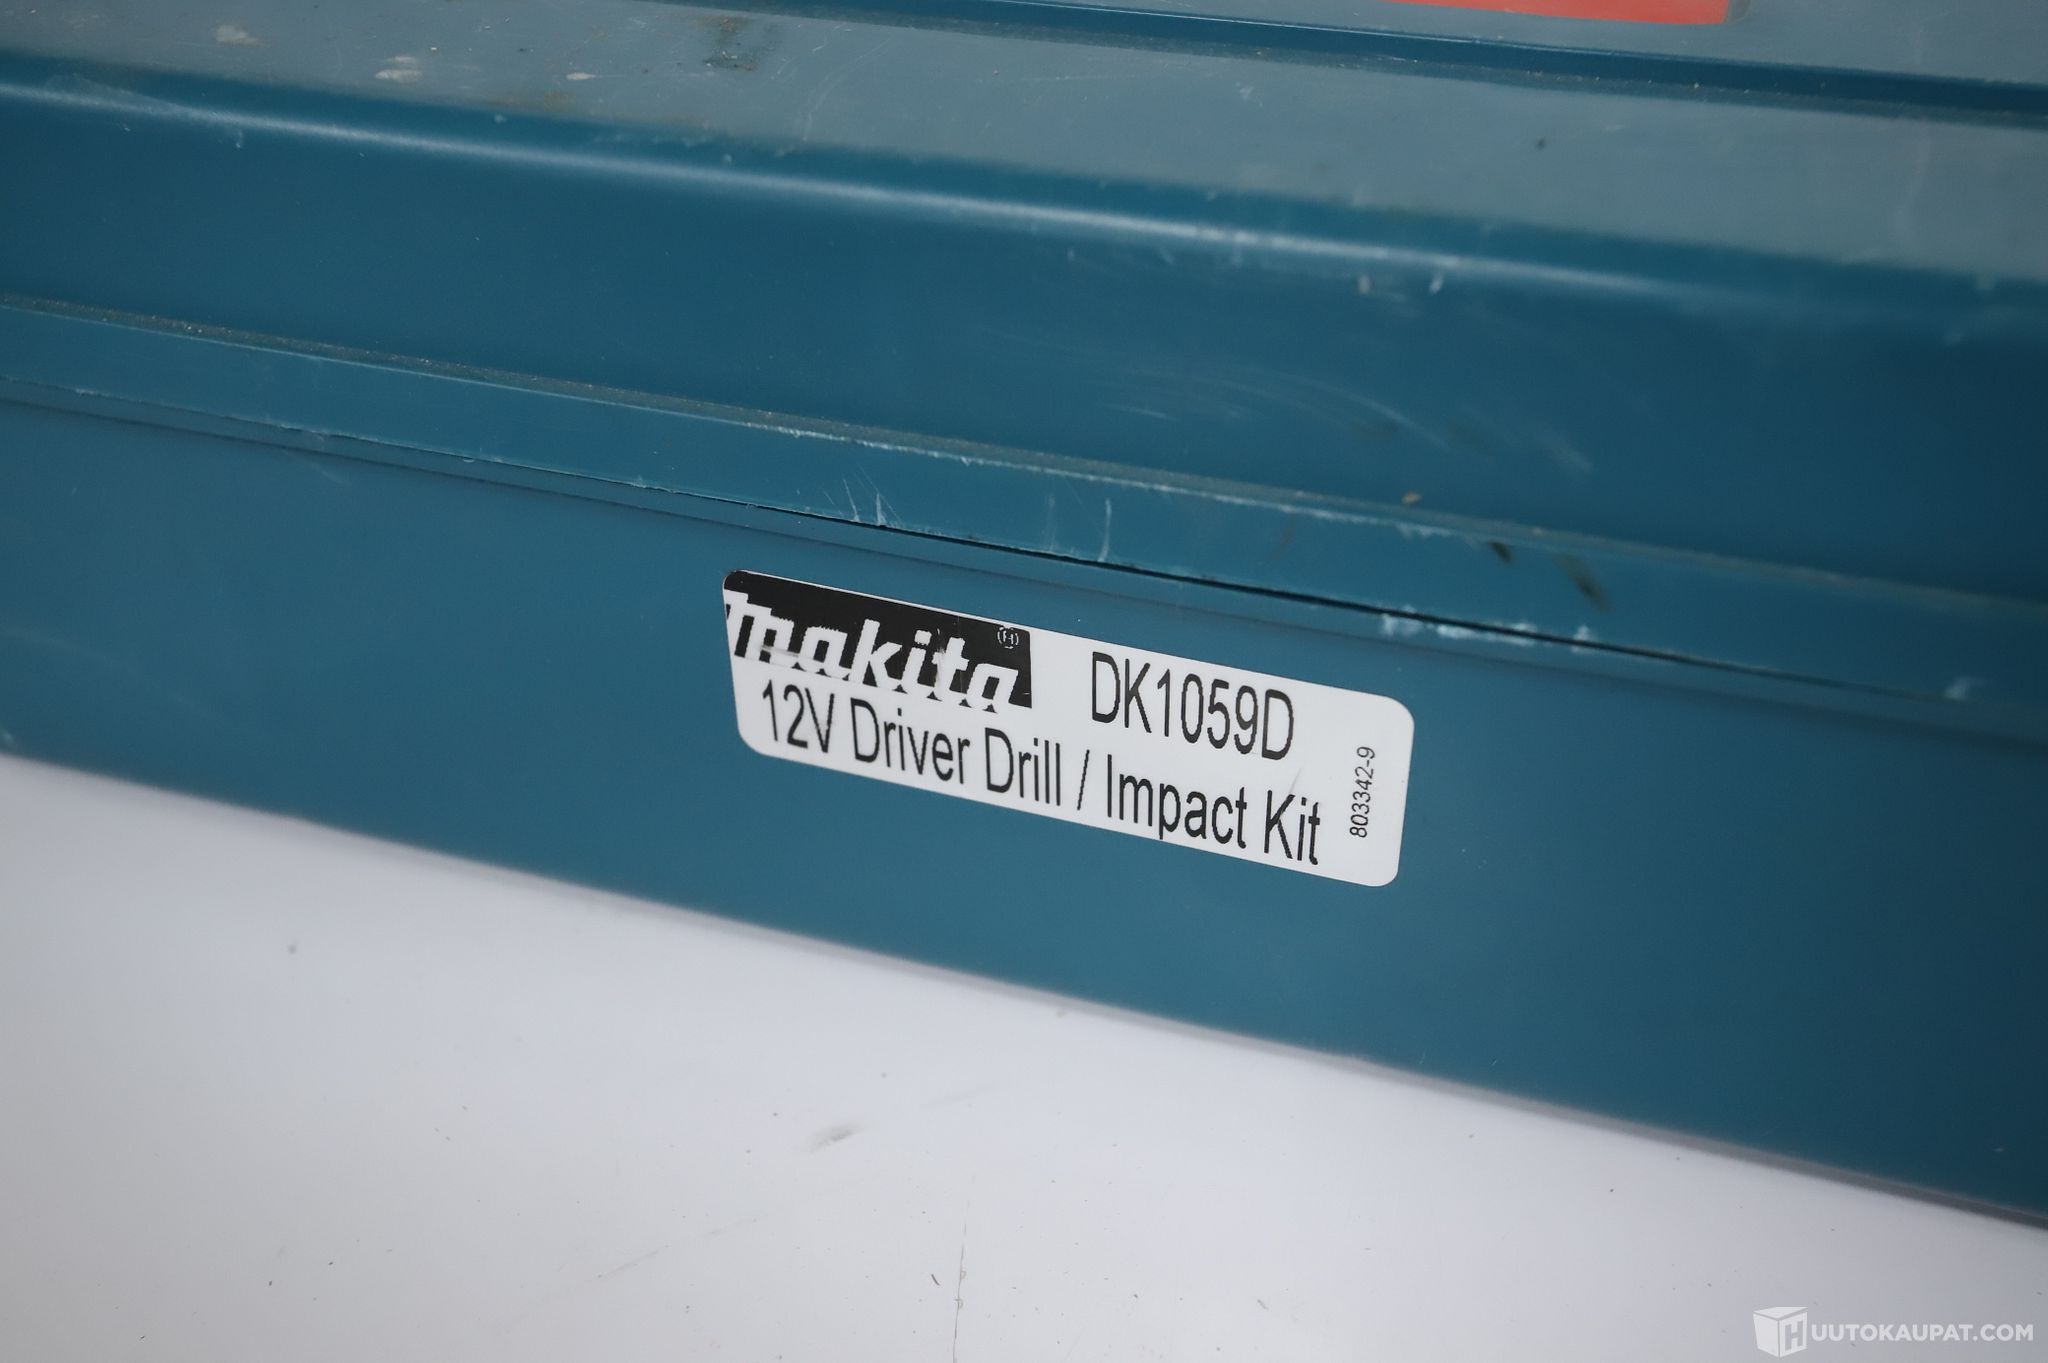 makita DK1059D
12V Driver Drill / Impact Kit
803342-9
HUUTOKAUPAT.COM